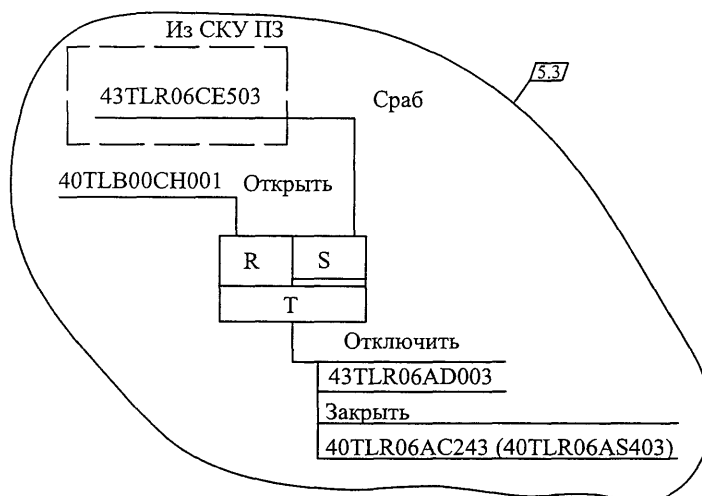 Из СКУ ПЗ
5.3
43TLR06CE503
Сраб
40TLB00CH001 Открыть
R S
T
Отключить
43TLR06AD003
Закрыть
40TLR06AC243 (40TLR06AS403)